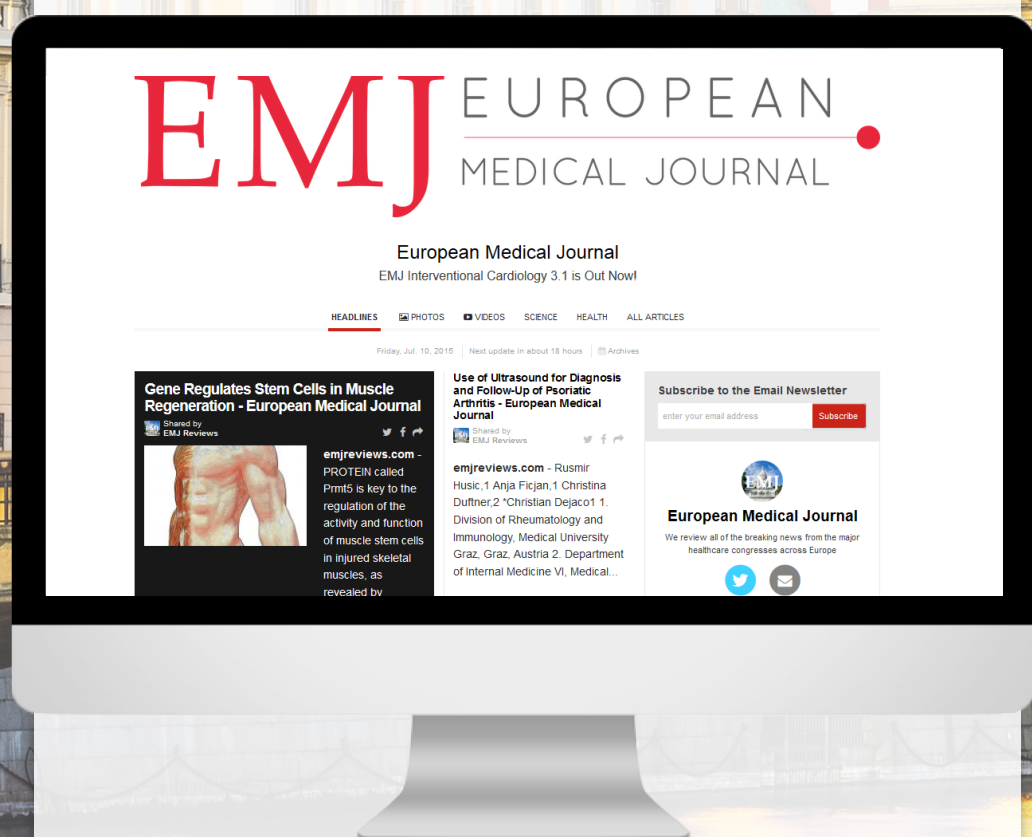 EMJ EUROPEAN
MEDICAL JOURNAL
European Medical Journal
EMJ Interventional Cardiology 3.1 is Out Now!
HEADLINES PHOTOS VIDEOS SCIENCE HEALTH ALL ARTICLES
Friday, Jul. 10, 2015 Next update in about 18 hours Archives
Gene Regulates Stem Cells in Muscle
Regeneration - European Medical Journal
Shared by
EMJ Reviews
emjreviews.com -
PROTEIN called
Prmt5 is key to the
regulation of the
activity and function
of muscle stem cells
in injured skeletal
muscles, as
revealed by
Use of Ultrasound for Diagnosis
and Follow-Up of Psoriatic
Arthritis - European Medical
Journal
Shared by
EMJ Reviews
emjreviews.com - Rusmir
Husic,1 Anja Ficjan,1 Christina
Duftner,2 *Christian Dejaco1 1.
Division of Rheumatology and
Immunology, Medical University
Graz, Graz, Austria 2. Department
of Internal Medicine VI, Medical...
Subscribe to the Email Newsletter
enter your email address Subscribe
EMJ
European Medical Journal
We review all of the breaking news from the major
healthcare congresses across Europe